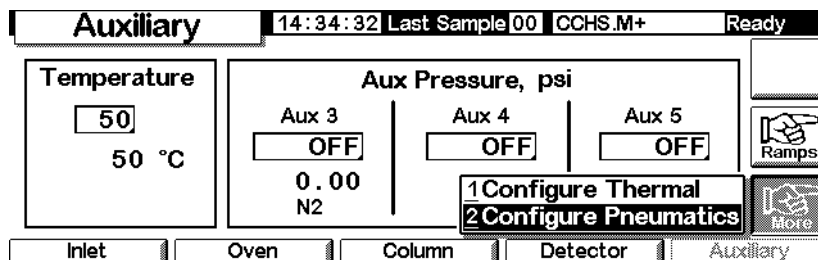 Auxiliary 14:34:32 Last Sample 00 CCHS.M+ Ready
Temperature
50
50 °C
Aux Pressure, psi
Aux 3 Aux 4 Aux 5
OFF OFF OFF
0.00
N2
Ramps
1 Configure Thermal
2 Configure Pneumatics
More
Inlet Oven Column Detector Auxiliary